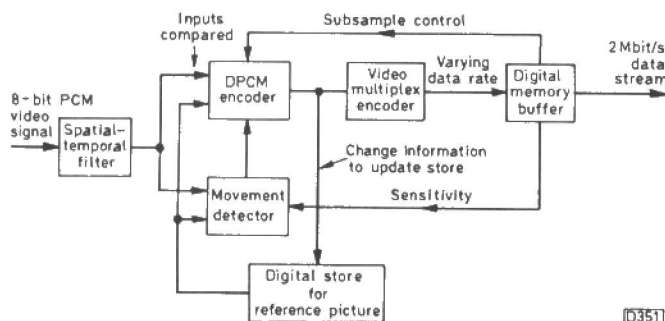 Inputs
compared
Subsample control
8-bit PCM
video
signal
Spatial-
temporal
filter
DPCM
encoder
Video
multiplex
encoder
Varying
data rate
Digital
memory
buffer
2 Mbit/s
data
stream
Change information
to update store
Movement
detector
Sensitivity
Digital store
for
reference picture
D351